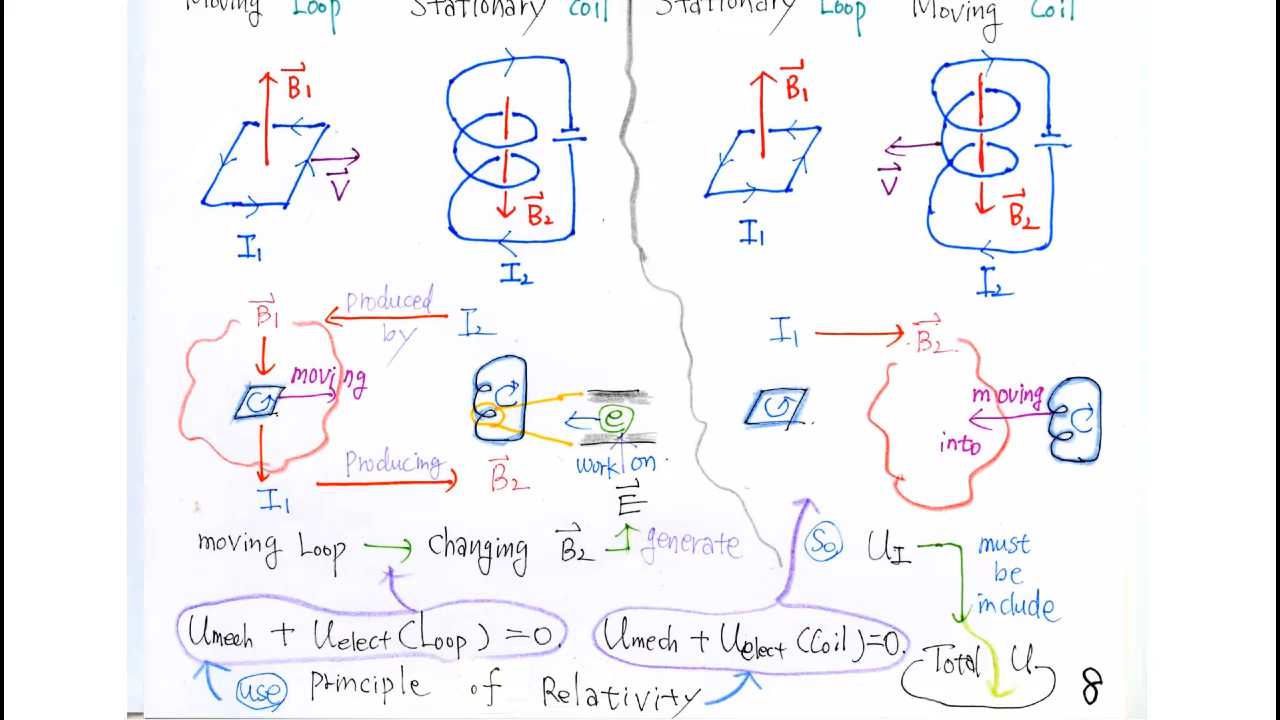 Moving Loop Stationary Coil
Stationary Loop Moving Coil
B1
V
I1
B2
I2
B1
V
I1
B2
I2
B1
Produced
by
I2
moving
I1
Producing
B2
e
work on
E
moving Loop → Changing B2 generate
I1 → B2
moving
into
So UI
must
be
include
Total U
Umech + Uelect (Loop) = 0.
Umech + Uelect (Coil) = 0.
use Principle of Relativity
8